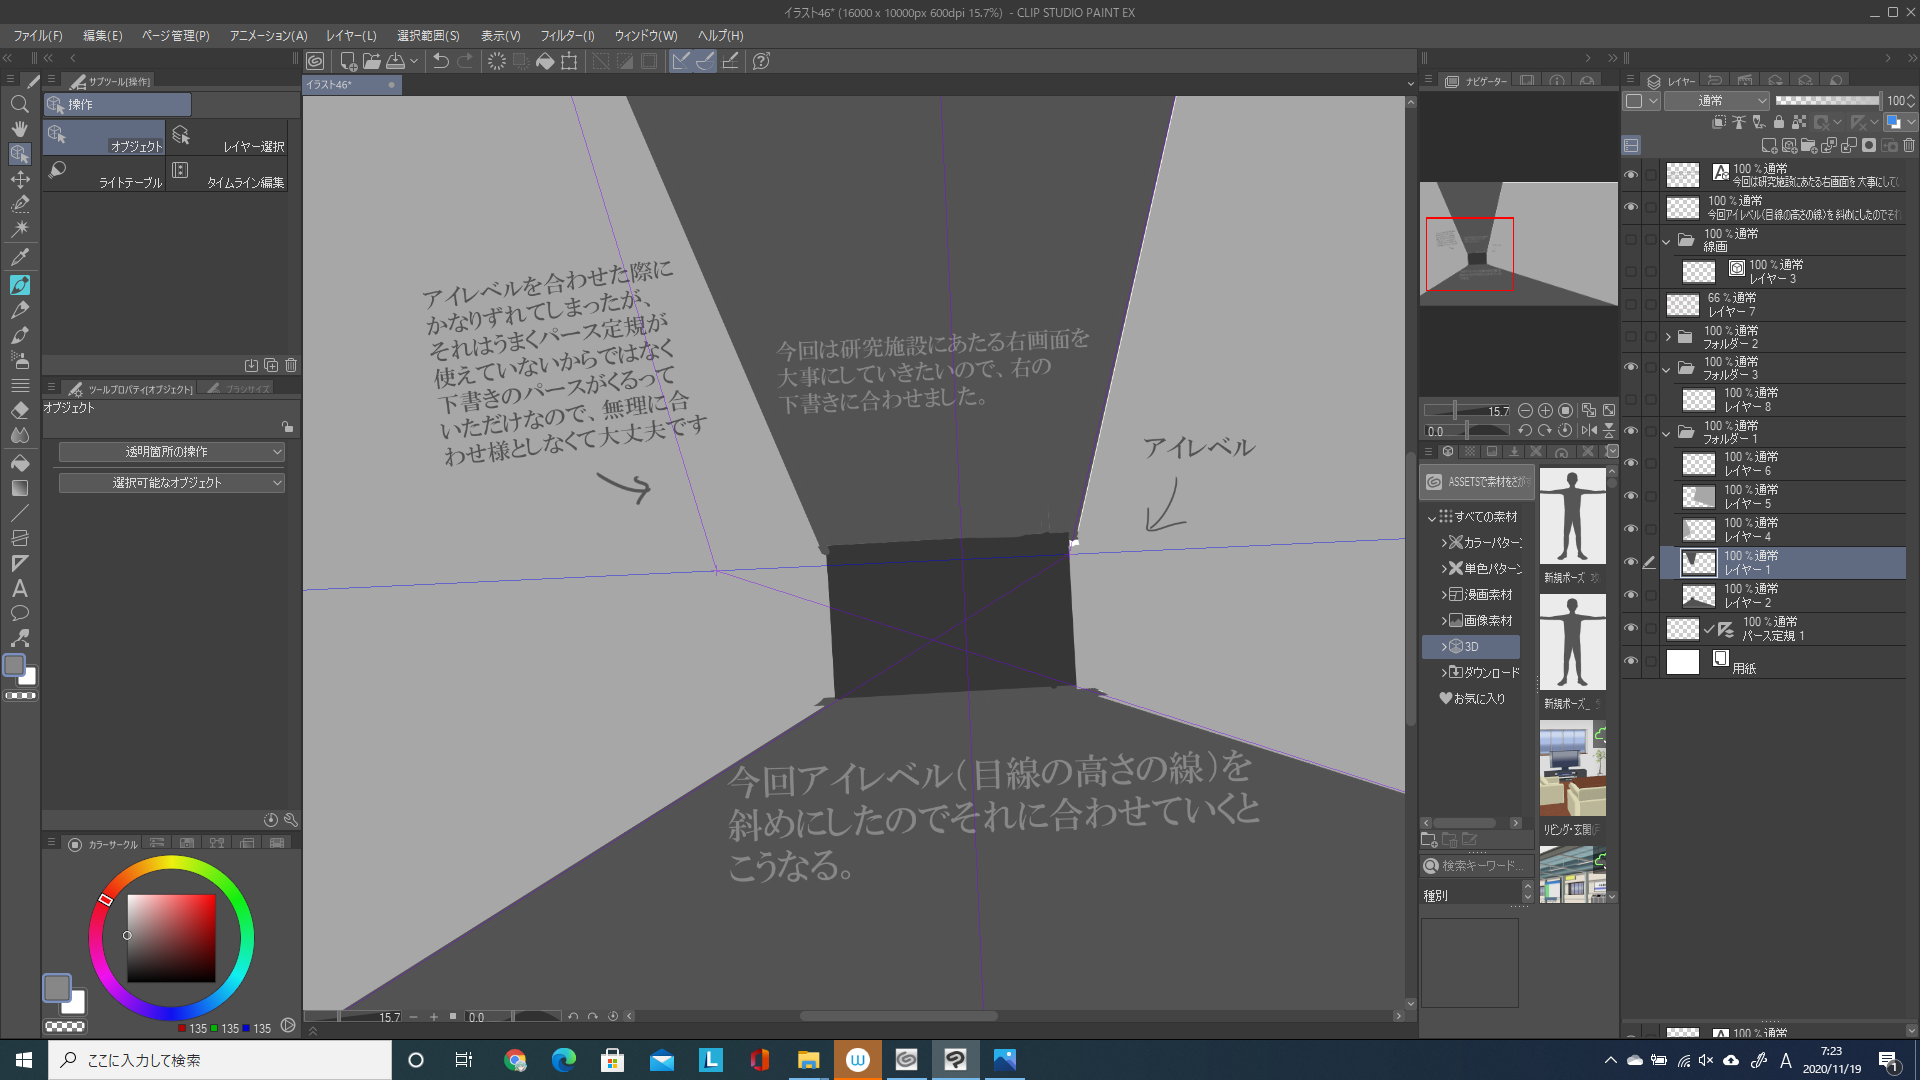 イラスト46* (16000 x 10000px 600dpi 15.7%)  - CLIP STUDIO PAINT EX
ファイル(F) 編集(E) ページ管理(P) アニメーション(A) レイヤー(L) 選択範囲(S) 表示(V) フィルター(I) ウィンドウ(W) ヘルプ(H)
サブツール[操作]
操作
オブジェクト
レイヤー選択
ライトテーブル
タイムライン編集
ツールプロパティ[オブジェクト]
ブラシサイズ
オブジェクト
透明箇所の操作
選択可能なオブジェクト
カラーサークル
135 135 135
イラスト46*
アイレベルを合わせた際に
かなりずれてしまったが、
それはうまくパース定規が
使えていないからではなく
下書きのパースがくるって
いただけなので、無理に合
わせ様としなくて大丈夫です
今回は研究施設にあたる右画面を
大事にしていきたいので、右の
下書きに合わせました。
アイレベル
今回アイレベル（目線の高さの線）を
斜めにしたのでそれに合わせていくと
こうなる。
15.7
0.0
ナビゲーター
15.7
0.0
ASSETSで素材をさがす
すべての素材
カラーパターン
単色パターン
漫画素材
画像素材
3D
ダウンロード
お気に入り
検索キーワード...
種別
新規ポーズ
新規ポーズ_
リビング・玄関
レイヤー
通常
100
100 % 通常
今回は研究施設にあたる右画面を 大事にして
100 % 通常
今回アイレベル（目線の高さの線）を 斜めにしたのでそれ
100 % 通常
線画
100 % 通常
レイヤー 3
66 % 通常
レイヤー 7
100 % 通常
フォルダー 2
100 % 通常
フォルダー 3
100 % 通常
レイヤー 8
100 % 通常
フォルダー 1
100 % 通常
レイヤー 6
100 % 通常
レイヤー 5
100 % 通常
レイヤー 4
100 % 通常
レイヤー 1
100 % 通常
レイヤー 2
100 % 通常
パース定規 1
用紙
100 % 通常
ここに入力して検索
A
7:23
2020/11/19
1